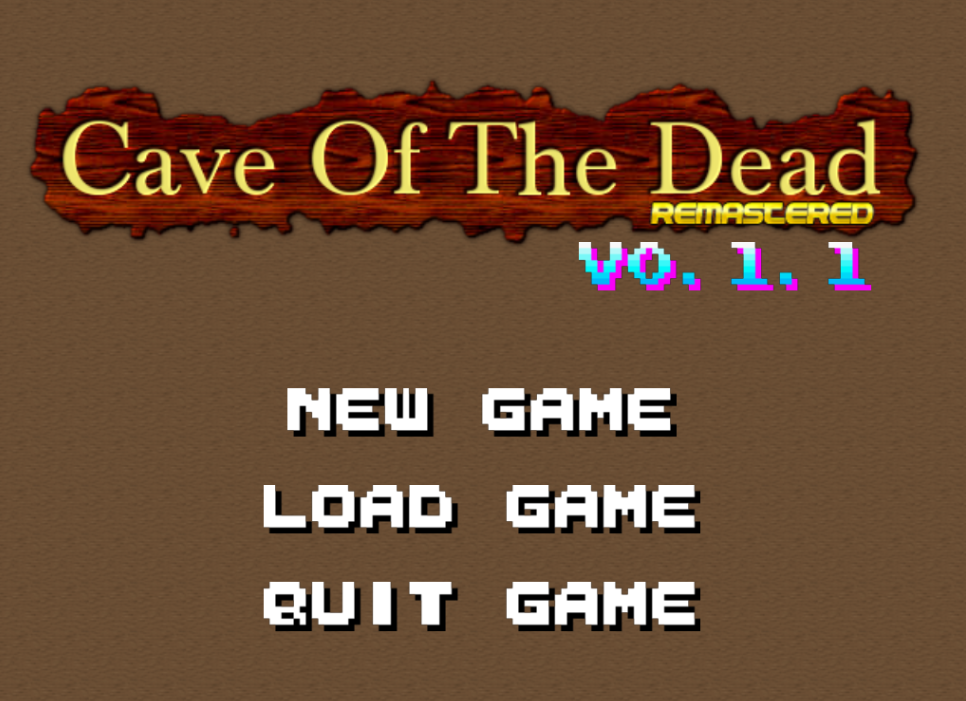 Cave Of The Dead
REMASTERED
V0.1.1
NEW GAME
LOAD GAME
QUIT GAME